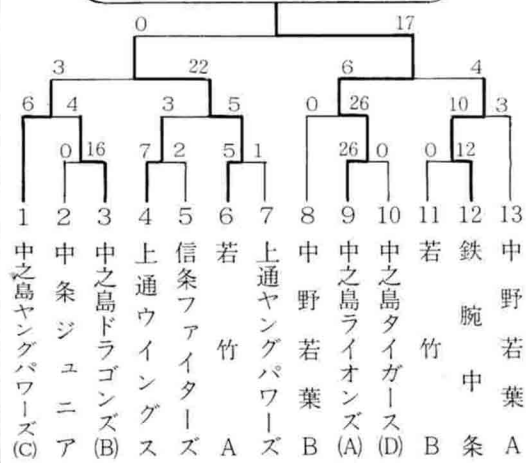 0 17
3 22 6 4
6 4 3 5 0 26 10 3
0 16 7 2 5 1 26 0 0 12
1 2 3 4 5 6 7 8 9 10 11 12 13
中之島ヤングパワーズ(C)
中条ジュニア
中之島ドラゴンズ(B)
上通ウイングス
信条ファイターズ
若竹A
上通ヤングパワーズ
中野若葉B
中之島ライオンズ(A)
中之島タイガース(D)
若竹B
鉄腕中条
中野若葉A